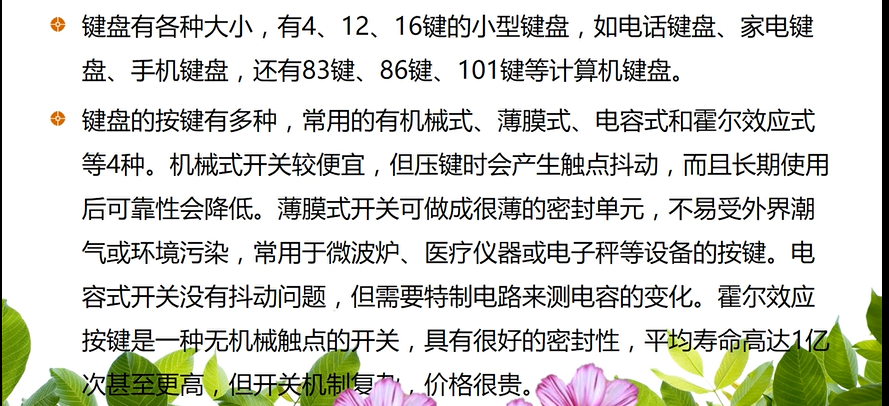 键盘有各种大小，有4、12、16键的小型键盘，如电话键盘、家电键
盘、手机键盘，还有83键、86键、101键等计算机键盘。
键盘的按键有多种，常用的有机械式、薄膜式、电容式和霍尔效应式
等4种。机械式开关较便宜，但压键时会产生触点抖动，而且长期使用
后可靠性会降低。薄膜式开关可做成很薄的密封单元，不易受外界潮
气或环境污染，常用于微波炉、医疗仪器或电子秤等设备的按键。电
容式开关没有抖动问题，但需要特制电路来测电容的变化。霍尔效应
按键是一种无机械触点的开关，具有很好的密封性，平均寿命高达1亿
次甚至更高，但开关机制复杂，价格很贵。